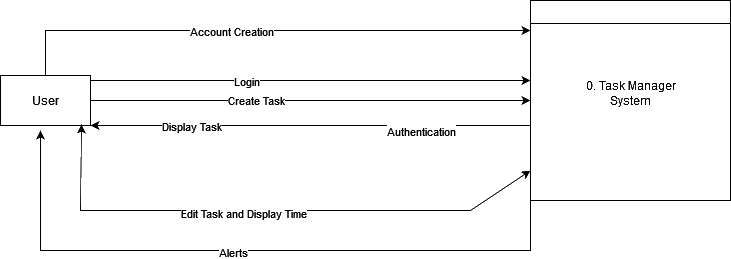 Account Creation
Login
User
0. Task Manager
System
Create Task
Display Task
Authentication
Edit Task and Display Time
Alerts